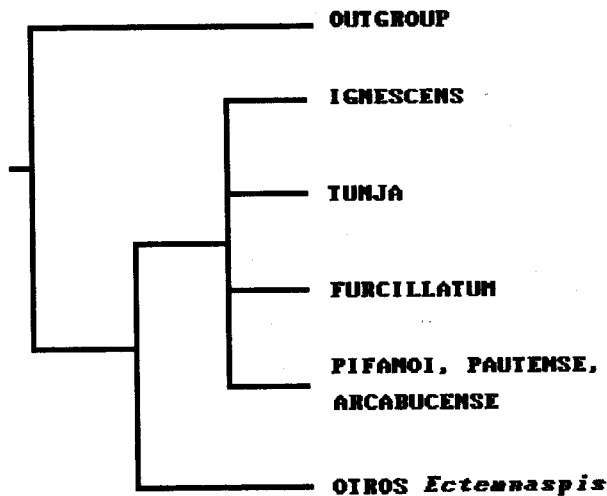 OUTGROUP
IGNESCENS
TUNJA
FURCILLATUM
PIFANOI, PAUTENSE,
ARCABUCENSE
OTROS Ectemnaspis